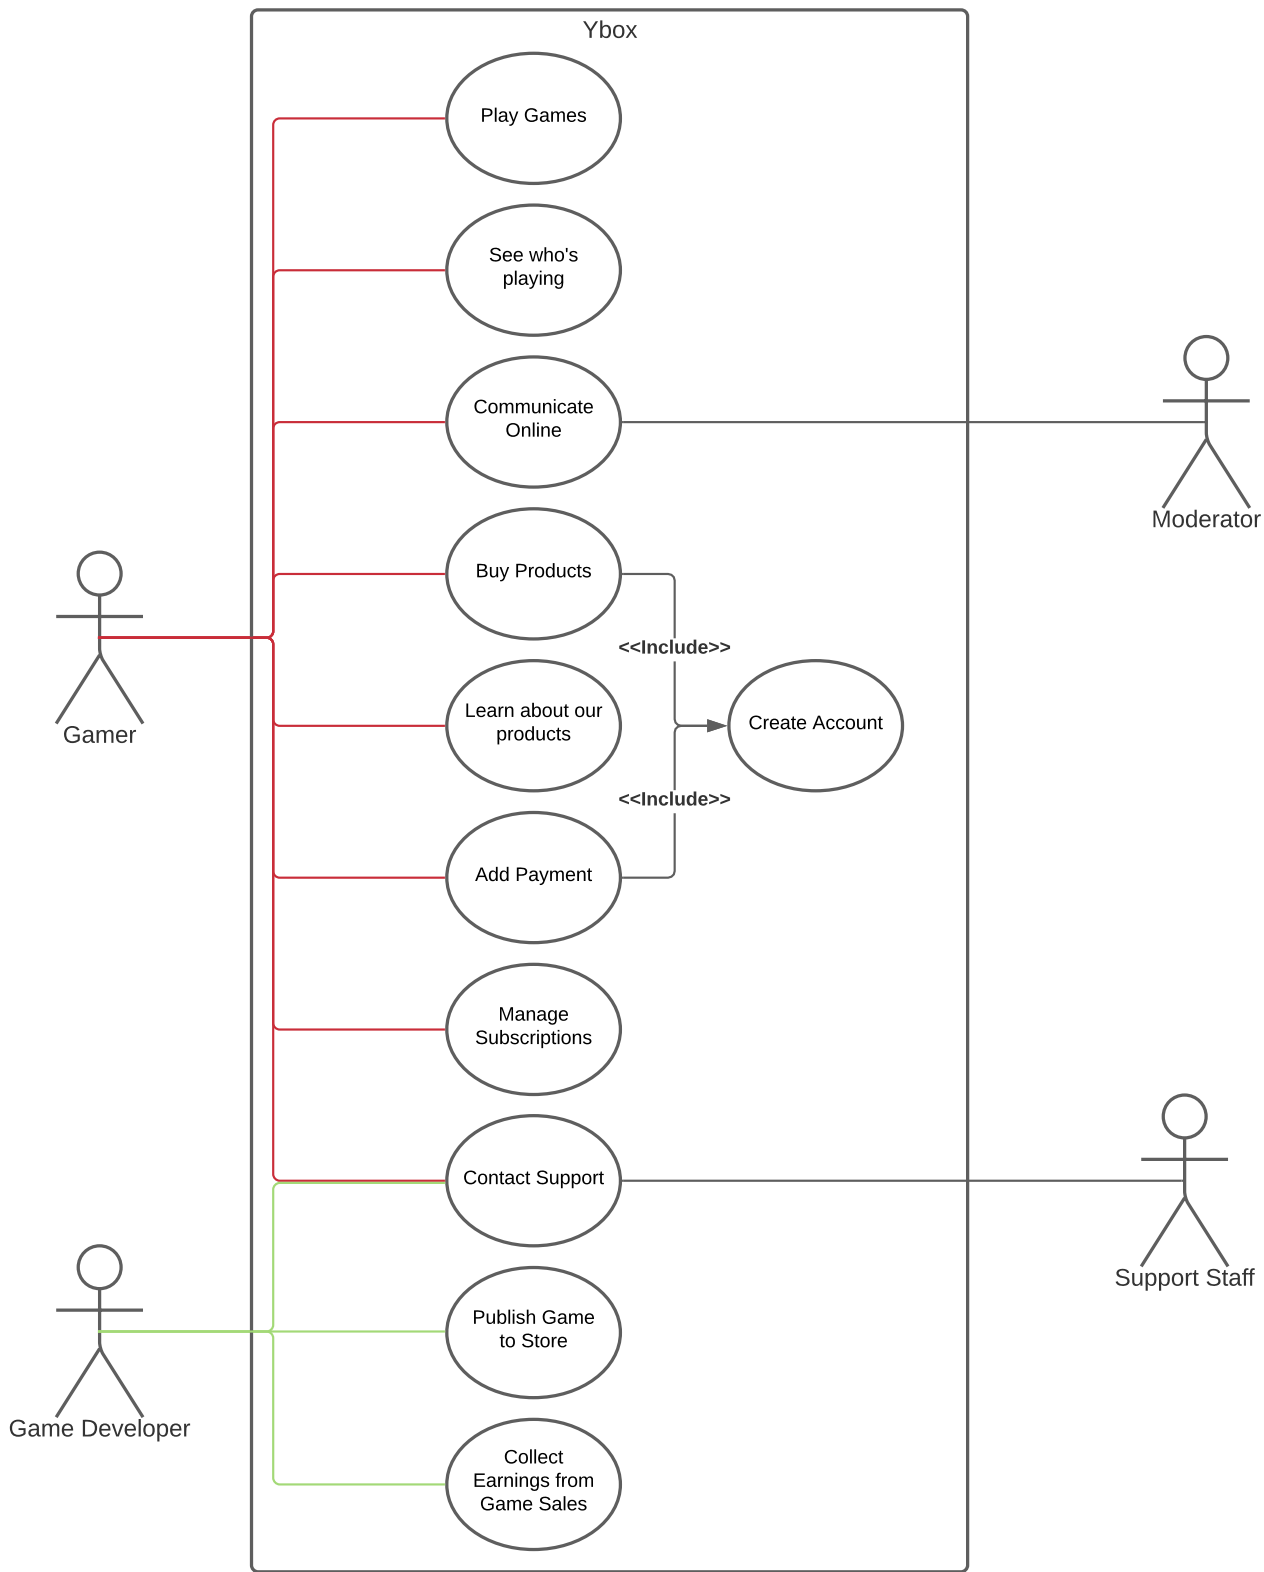 Ybox
Play Games
See who's
playing
Communicate
Online
Moderator
Buy Products
<<Include>>
Gamer
Learn about our
products
Create Account
<<Include>>
Add Payment
Manage
Subscriptions
Contact Support
Support Staff
Publish Game
to Store
Game Developer
Collect
Earnings from
Game Sales